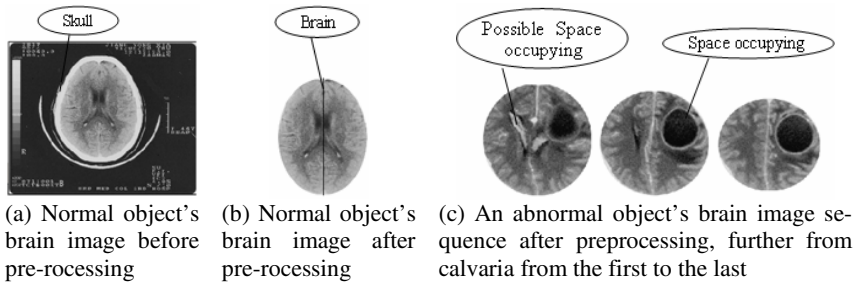 Skull
Brain
Possible Space
occupying
Space occupying
R
(a) Normal object's
brain image before
pre-rocessing
(b) Normal object's
brain image after
pre-rocessing
(c) An abnormal object's brain image se-
quence after preprocessing, further from
calvaria from the first to the last